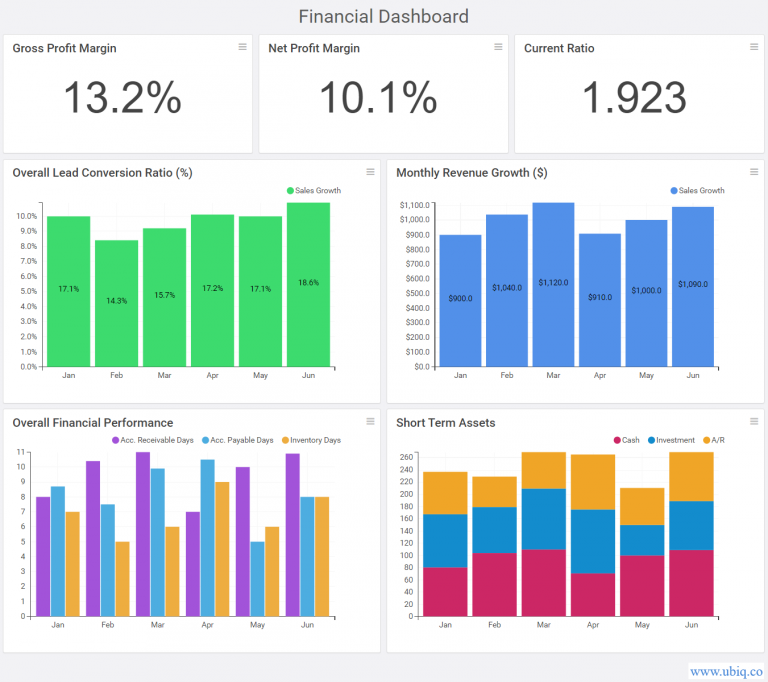 Financial Dashboard
Gross Profit Margin
13.2%
Net Profit Margin
10.1%
Current Ratio
1.923
Overall Lead Conversion Ratio (%)
Sales Growth
10.0%
9.0%
8.0%
7.0%
6.0%
5.0%
4.0%
3.0%
2.0%
1.0%
0.0%
17.1% 14.3% 15.7% 17.2% 17.1% 18.6%
Jan Feb Mar Apr May Jun
Monthly Revenue Growth ($)
Sales Growth
$1,100.0
$1,000.0
$900.0
$800.0
$700.0
$600.0
$500.0
$400.0
$300.0
$200.0
$100.0
$0.0
$900.0 $1,040.0 $1,120.0 $910.0 $1,000.0 $1,090.0
Jan Feb Mar Apr May Jun
Overall Financial Performance
Acc. Receivable Days Acc. Payable Days Inventory Days
11
10
9
8
7
6
5
4
3
2
1
0
Jan Feb Mar Apr May Jun
Short Term Assets
Cash Investment A/R
260
240
220
200
180
160
140
120
100
80
60
40
20
0
Jan Feb Mar Apr May Jun
www.ubiq.co